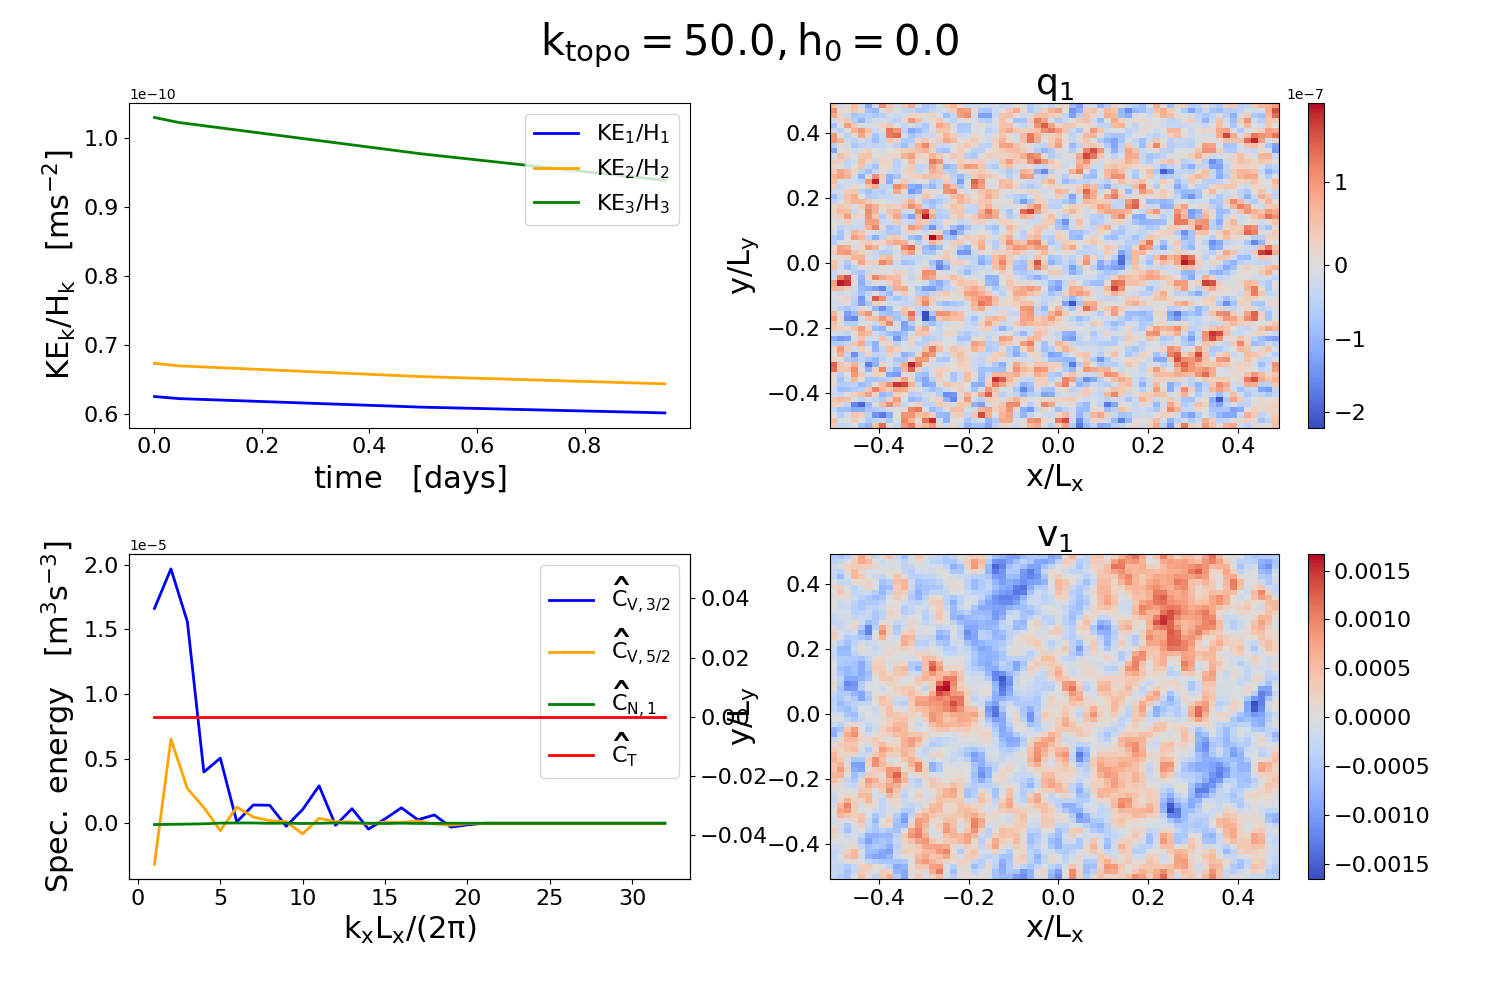 k_topo = 50.0, h_0 = 0.0
1e−10
KE_k/H_k [ms^−2]
1.0
0.9
0.8
0.7
0.6
0.0 0.2 0.4 0.6 0.8
time [days]
KE_1/H_1
KE_2/H_2
KE_3/H_3
q_1
1e−7
y/L_y
0.4
0.2
0.0
−0.2
−0.4
−0.4 −0.2 0.0 0.2 0.4
x/L_x
1
0
−1
−2
1e−5
Spec. energy [m^3s^−3]
2.0
1.5
1.0
0.5
0.0
0 5 10 15 20 25 30
k_xL_x/(2π)
Ĉ_V, 3/2
Ĉ_V, 5/2
Ĉ_N, 1
Ĉ_T
0.04
0.02
0.00
−0.02
−0.04
v_1
y/L_y
0.4
0.2
0.0
−0.2
−0.4
−0.4 −0.2 0.0 0.2 0.4
x/L_x
0.0015
0.0010
0.0005
0.0000
−0.0005
−0.0010
−0.0015